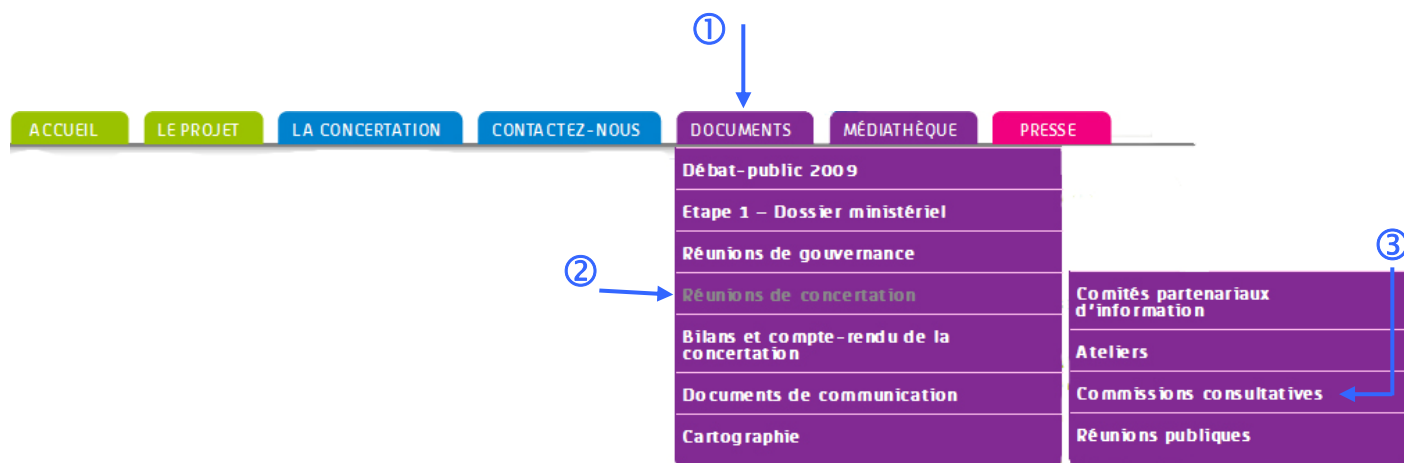 ①
ACCUEIL LE PROJET LA CONCERTATION CONTACTEZ-NOUS DOCUMENTS MÉDIATHÈQUE PRESSE
Débat-public 2009
Etape 1 – Dossier ministériel
Réunions de gouvernance
②
Réunions de concertation
Bilans et compte-rendu de la
concertation
Documents de communication
Cartographie
③
Comités partenariaux
d'information
Ateliers
Commissions consultatives
Réunions publiques